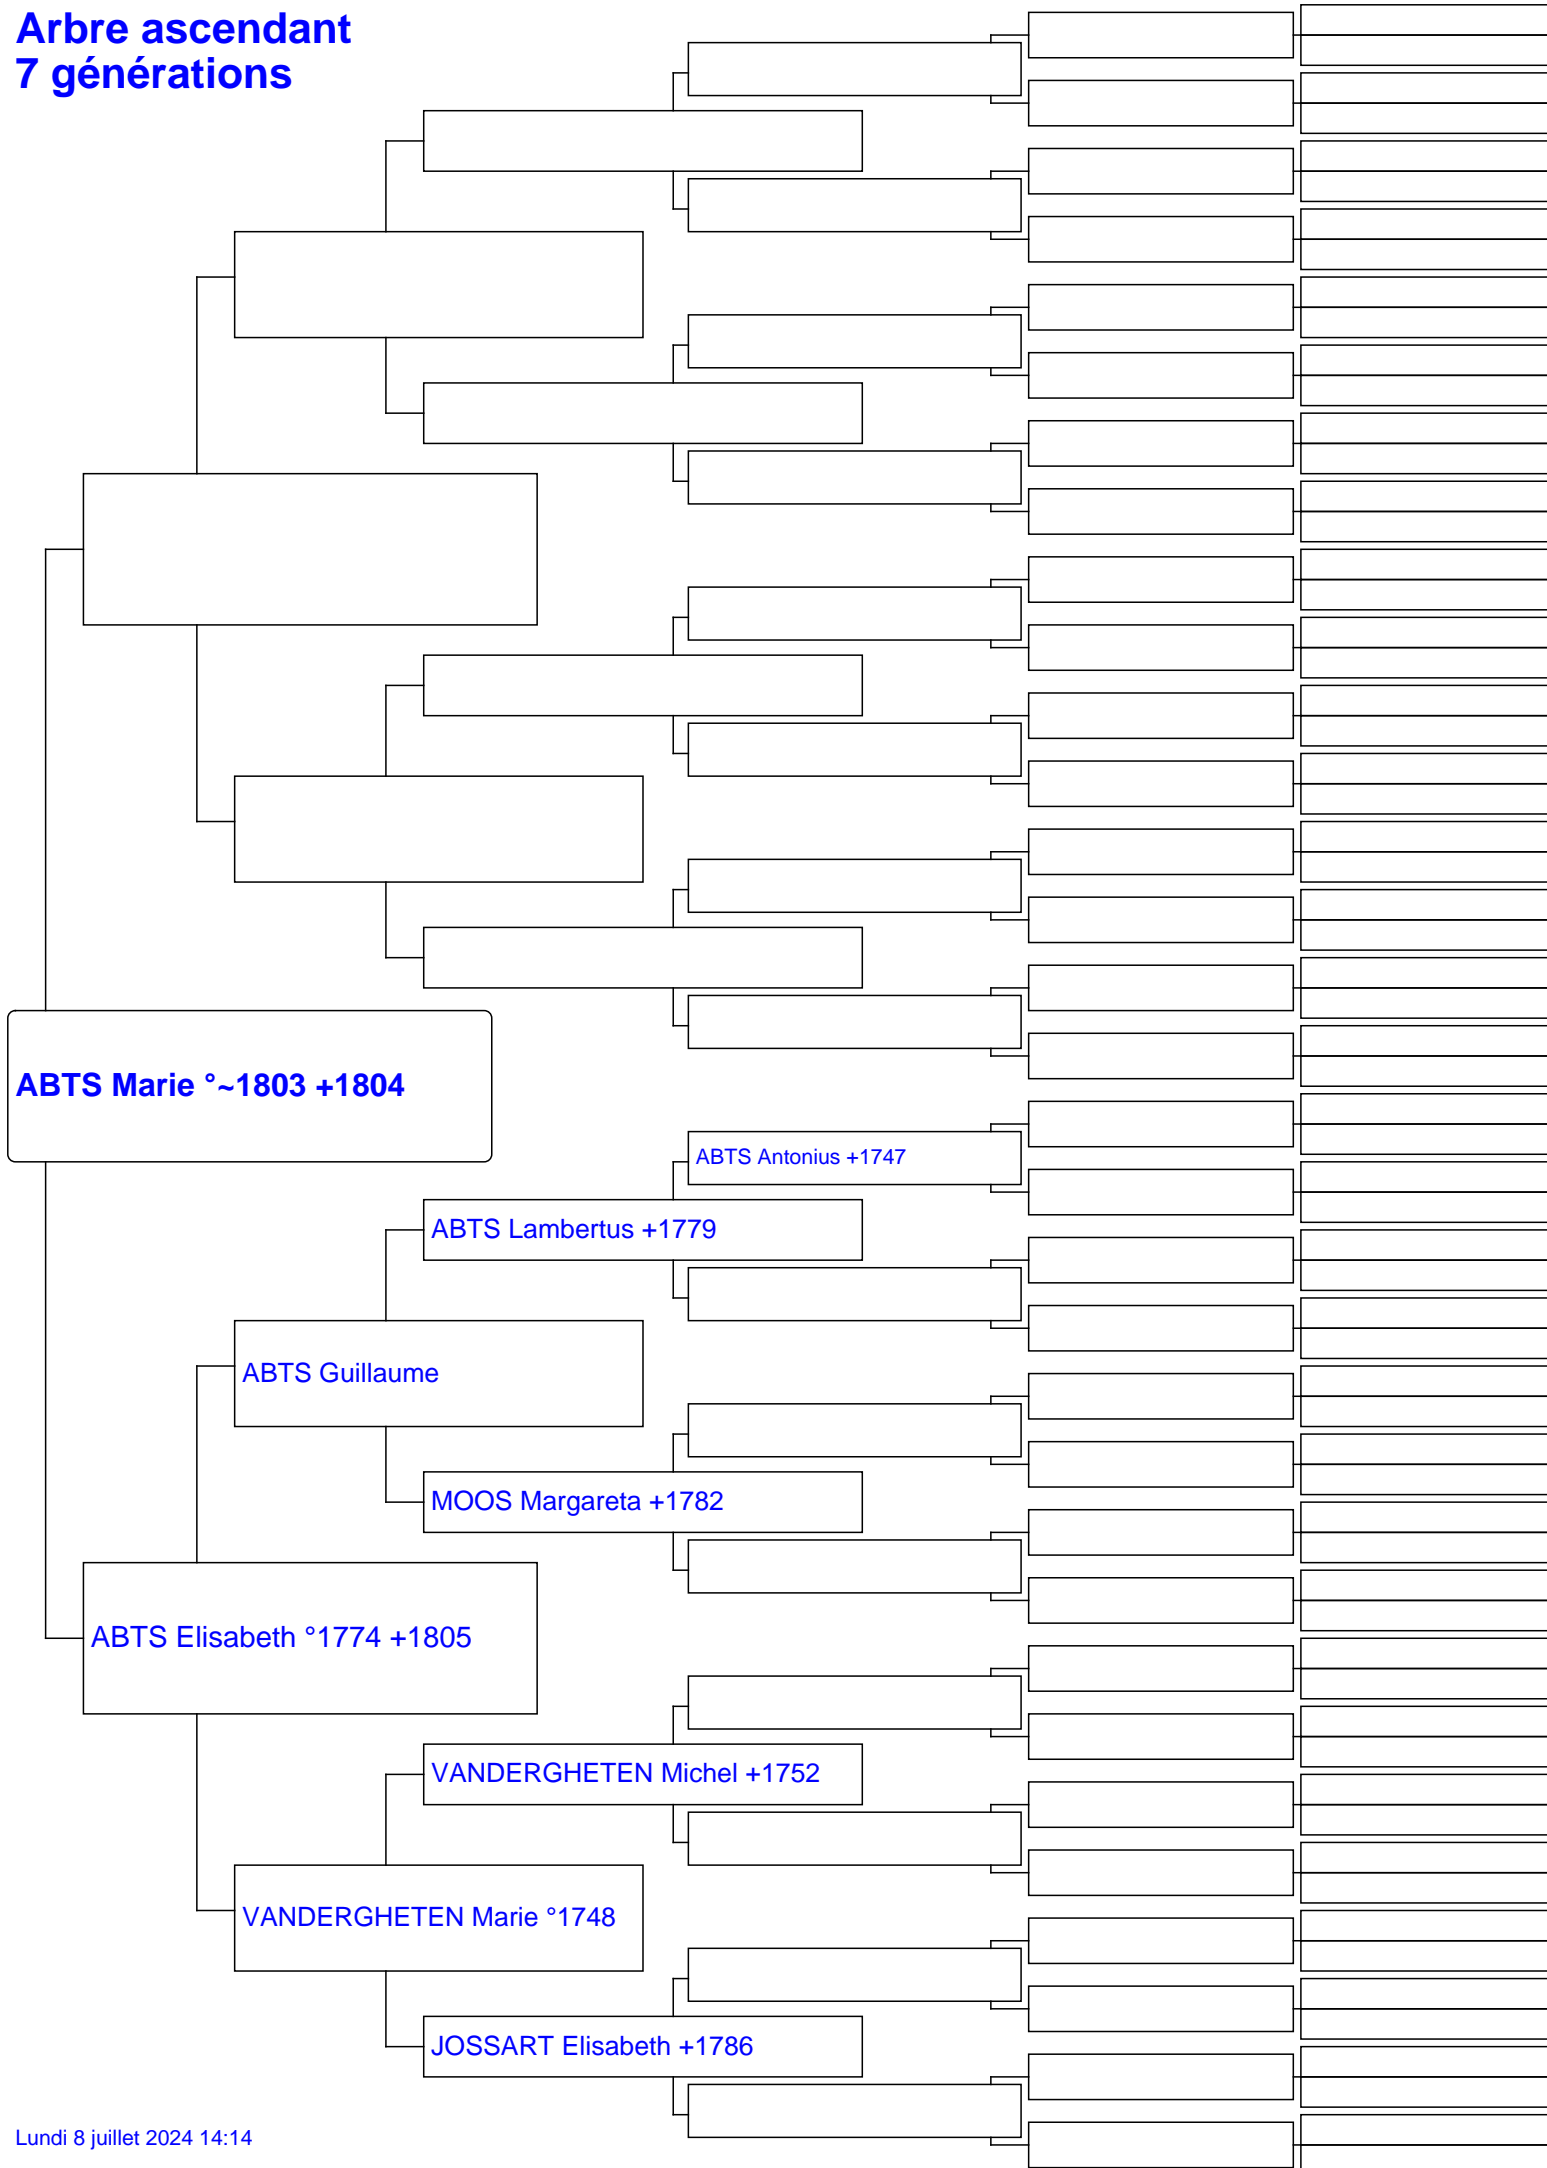 Arbre ascendant
7 générations
ABTS Marie °~1803 +1804
ABTS Antonius +1747
ABTS Lambertus +1779
ABTS Guillaume
MOOS Margareta +1782
ABTS Elisabeth °1774 +1805
VANDERGHETEN Michel +1752
VANDERGHETEN Marie °1748
JOSSART Elisabeth +1786
Lundi 8 juillet 2024 14:14